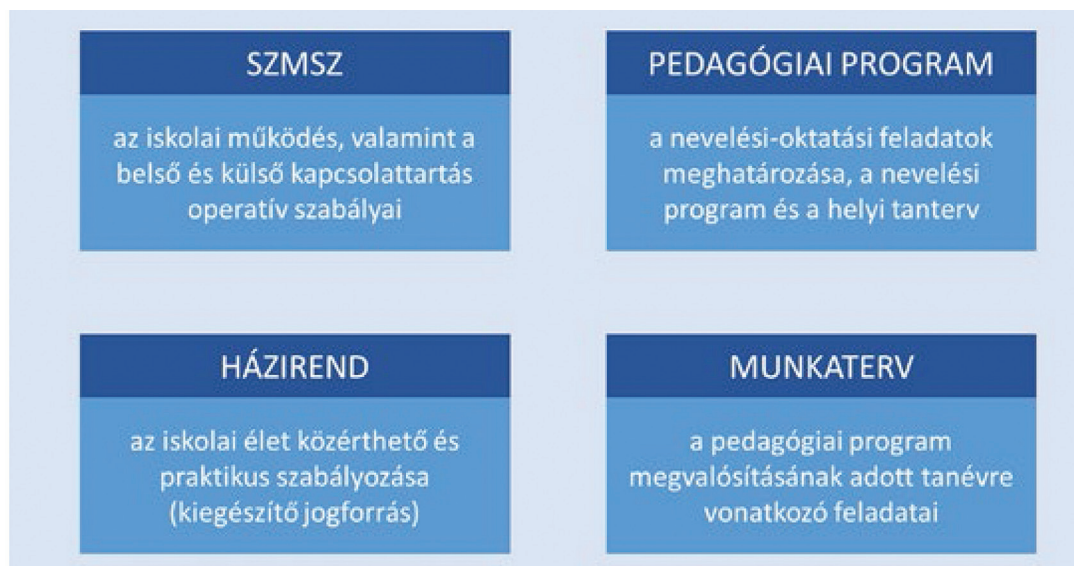 SZMSZ
az iskolai működés, valamint a
belső és külső kapcsolattartás
operatív szabályai
PEDAGÓGIAI PROGRAM
a nevelési-oktatási feladatok
meghatározása, a nevelési
program és a helyi tanterv
HÁZIREND
az iskolai élet közérthető és
praktikus szabályozása
(kiegészítő jogforrás)
MUNKATERV
a pedagógiai program
megvalósításának adott tanévre
vonatkozó feladatai